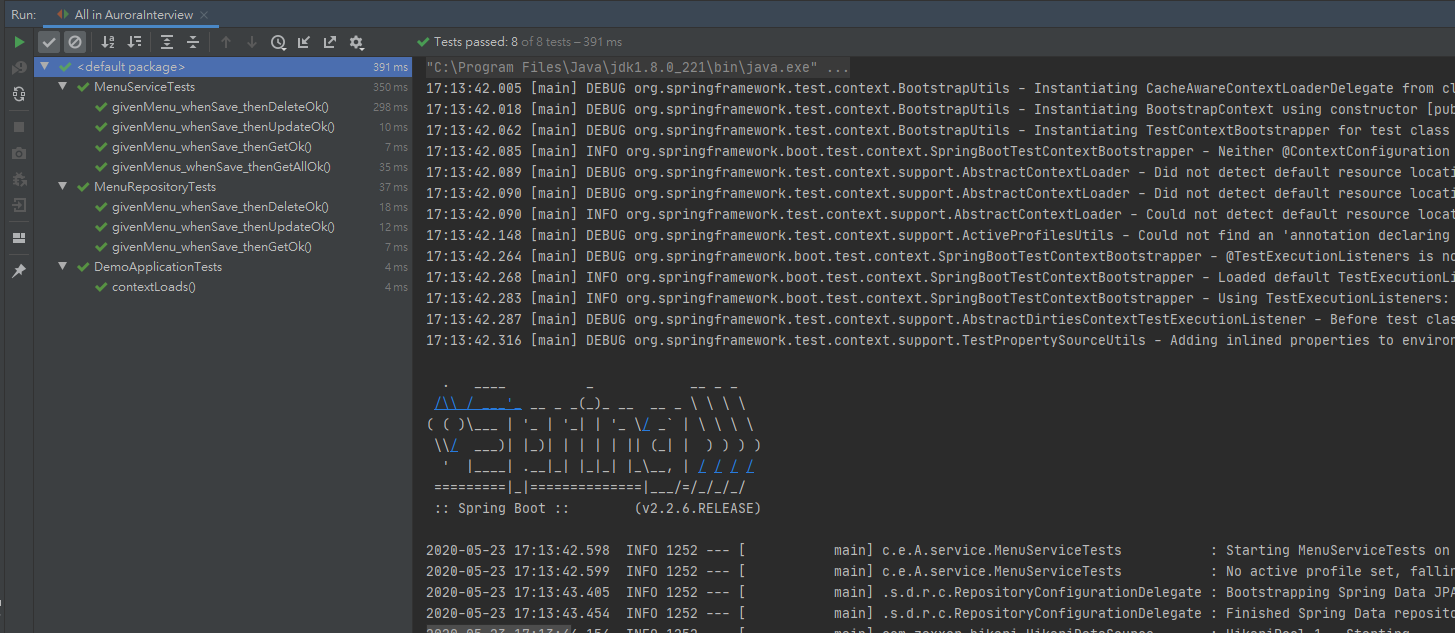 Run: All in AuroraInterview
Tests passed: 8 of 8 tests – 391 ms
<default package> 391 ms
MenuServiceTests 350 ms
givenMenu_whenSave_thenDeleteOk() 298 ms
givenMenu_whenSave_thenUpdateOk() 10 ms
givenMenu_whenSave_thenGetOk() 7 ms
givenMenus_whenSave_thenGetAllOk() 35 ms
MenuRepositoryTests 37 ms
givenMenu_whenSave_thenDeleteOk() 18 ms
givenMenu_whenSave_thenUpdateOk() 12 ms
givenMenu_whenSave_thenGetOk() 7 ms
DemoApplicationTests 4 ms
contextLoads() 4 ms
"C:\Program Files\Java\jdk1.8.0_221\bin\java.exe" ...
17:13:42.005 [main] DEBUG org.springframework.test.context.BootstrapUtils - Instantiating CacheAwareContextLoaderDelegate from cl
17:13:42.018 [main] DEBUG org.springframework.test.context.BootstrapUtils - Instantiating BootstrapContext using constructor [pub
17:13:42.062 [main] DEBUG org.springframework.test.context.BootstrapUtils - Instantiating TestContextBootstrapper for test class
17:13:42.085 [main] INFO org.springframework.boot.test.context.SpringBootTestContextBootstrapper - Neither @ContextConfiguration
17:13:42.089 [main] DEBUG org.springframework.test.context.support.AbstractContextLoader - Did not detect default resource locati
17:13:42.090 [main] DEBUG org.springframework.test.context.support.AbstractContextLoader - Did not detect default resource locati
17:13:42.090 [main] INFO org.springframework.test.context.support.AbstractContextLoader - Could not detect default resource locat
17:13:42.148 [main] DEBUG org.springframework.test.context.support.ActiveProfilesUtils - Could not find an 'annotation declaring
17:13:42.264 [main] DEBUG org.springframework.boot.test.context.SpringBootTestContextBootstrapper - @TestExecutionListeners is no
17:13:42.268 [main] INFO org.springframework.boot.test.context.SpringBootTestContextBootstrapper - Loaded default TestExecutionLi
17:13:42.283 [main] INFO org.springframework.boot.test.context.SpringBootTestContextBootstrapper - Using TestExecutionListeners:
17:13:42.287 [main] DEBUG org.springframework.test.context.support.AbstractDirtiesContextTestExecutionListener - Before test clas
17:13:42.316 [main] DEBUG org.springframework.test.context.support.TestPropertySourceUtils - Adding inlined properties to environ
  .   ____          _            __ _ _
 /\\ / ___'_ __ _ _(_)_ __  __ _ \ \ \ \
( ( )\___ | '_ | '_| | '_ \/ _` | \ \ \ \
 \\/  ___)| |_)| | | | | || (_| |  ) ) ) )
  '  |____| .__|_| |_|_| |_\__, | / / / /
 =========|_|==============|___/=/_/_/_/
 :: Spring Boot ::        (v2.2.6.RELEASE)
2020-05-23 17:13:42.598  INFO 1252 --- [           main] c.e.A.service.MenuServiceTests           : Starting MenuServiceTests on
2020-05-23 17:13:42.599  INFO 1252 --- [           main] c.e.A.service.MenuServiceTests           : No active profile set, fallin
2020-05-23 17:13:43.405  INFO 1252 --- [           main] .s.d.r.c.RepositoryConfigurationDelegate : Bootstrapping Spring Data JPA
2020-05-23 17:13:43.454  INFO 1252 --- [           main] .s.d.r.c.RepositoryConfigurationDelegate : Finished Spring Data reposito